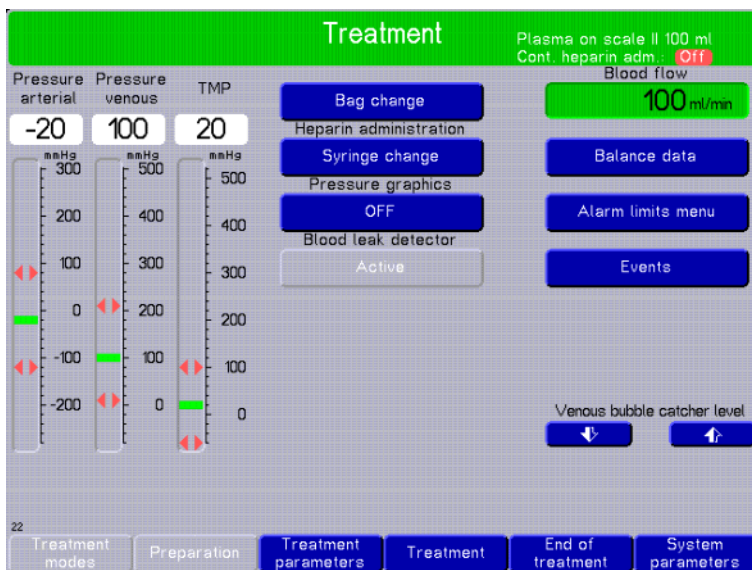 Treatment
Plasma on scale II 100 ml
Cont. heparin adm.: Off
Pressure arterial
Pressure venous
TMP
-20
100
20
mmHg
300
200
100
0
-100
-200
mmHg
500
400
300
200
100
0
mmHg
500
400
300
200
100
0
Bag change
Heparin administration
Syringe change
Pressure graphics
OFF
Blood leak detector
Active
Blood flow
100 ml/min
Balance data
Alarm limits menu
Events
Venous bubble catcher level
22
Treatment modes
Preparation
Treatment parameters
Treatment
End of treatment
System parameters